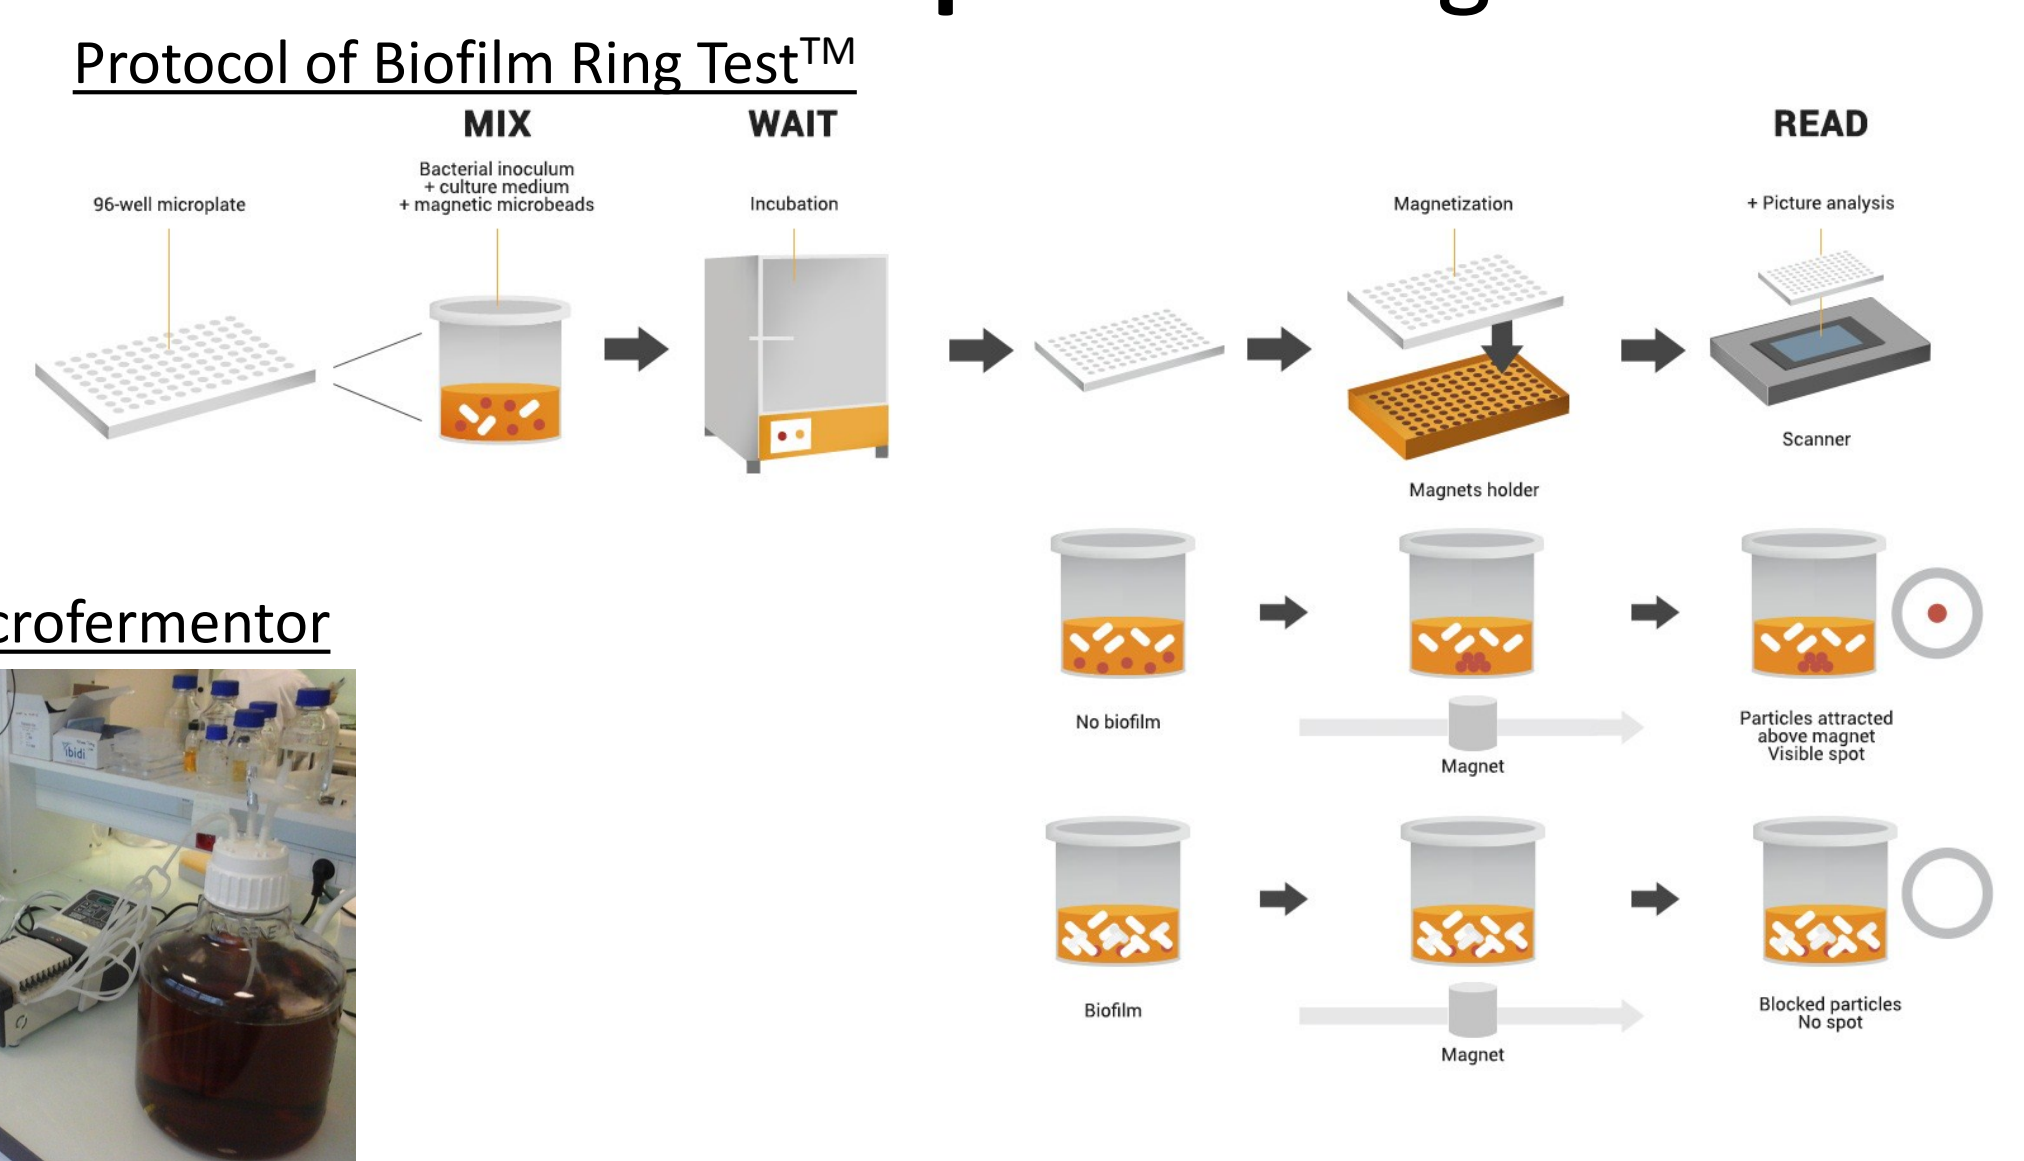 Protocol of Biofilm Ring Test™
MIX
WAIT
READ
96-well microplate
Bacterial inoculum
+ culture medium
+ magnetic microbeads
Incubation
Magnetization
+ Picture analysis
Magnets holder
Scanner
No biofilm
Magnet
Particles attracted
above magnet
Visible spot
Biofilm
Magnet
Blocked particles
No spot
crofermentor
ibidi